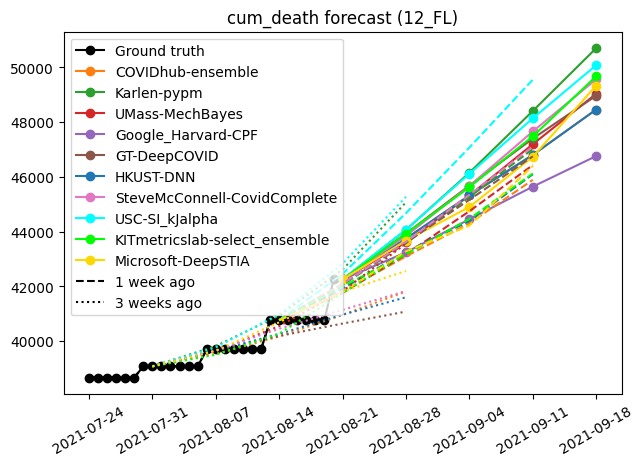 cum_death forecast (12_FL)
Ground truth
COVIDhub-ensemble
Karlen-pypm
UMass-MechBayes
Google_Harvard-CPF
GT-DeepCOVID
HKUST-DNN
SteveMcConnell-CovidComplete
USC-SI_kJalpha
KITmetricslab-select_ensemble
Microsoft-DeepSTIA
1 week ago
3 weeks ago
50000
48000
46000
44000
42000
40000
2021-07-24
2021-07-31
2021-08-07
2021-08-14
2021-08-21
2021-08-28
2021-09-04
2021-09-11
2021-09-18